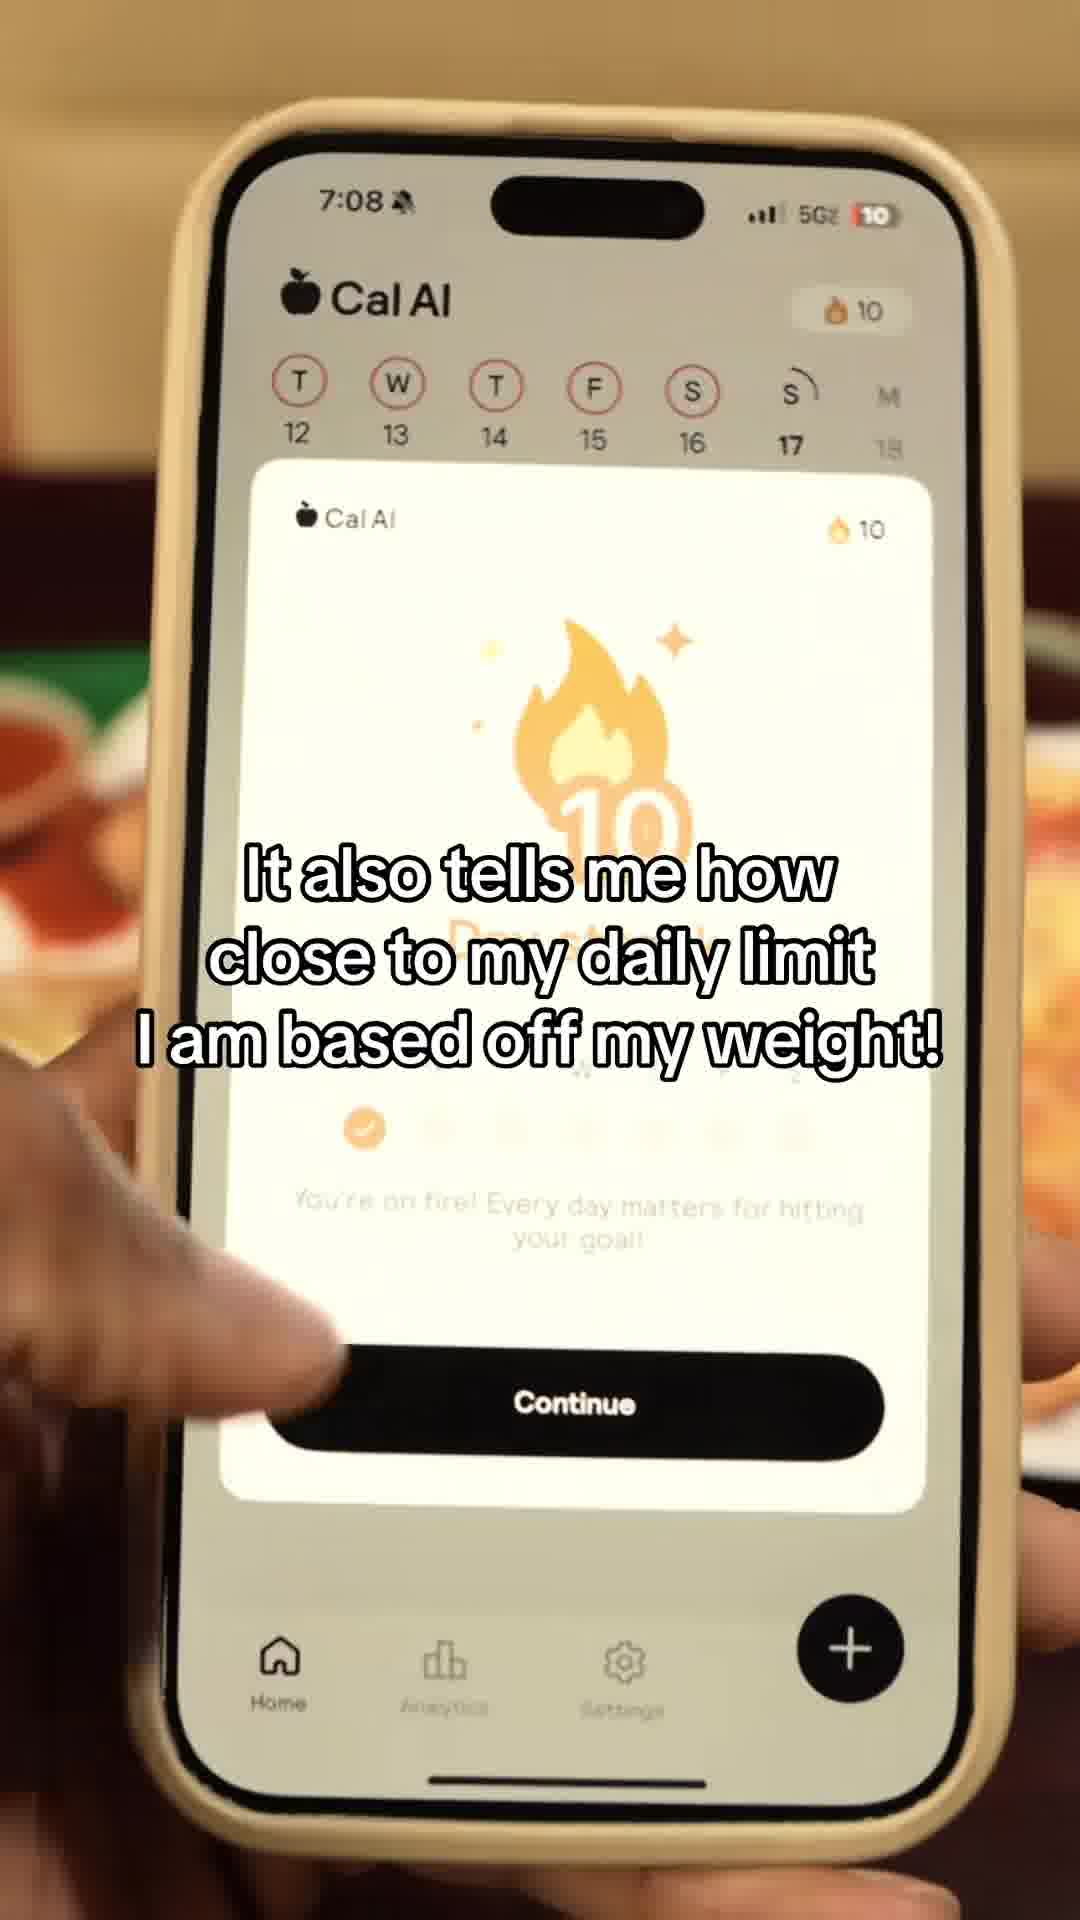 7:08
5G 10
Cal AI
10
T W T F S S M
12 13 14 15 16 17 18
Cal AI
10
10
It also tells me how
close to my daily limit
I am based off my weight!
You're on fire! Every day matters for hitting
your goal!
Continue
Home Analytics Settings